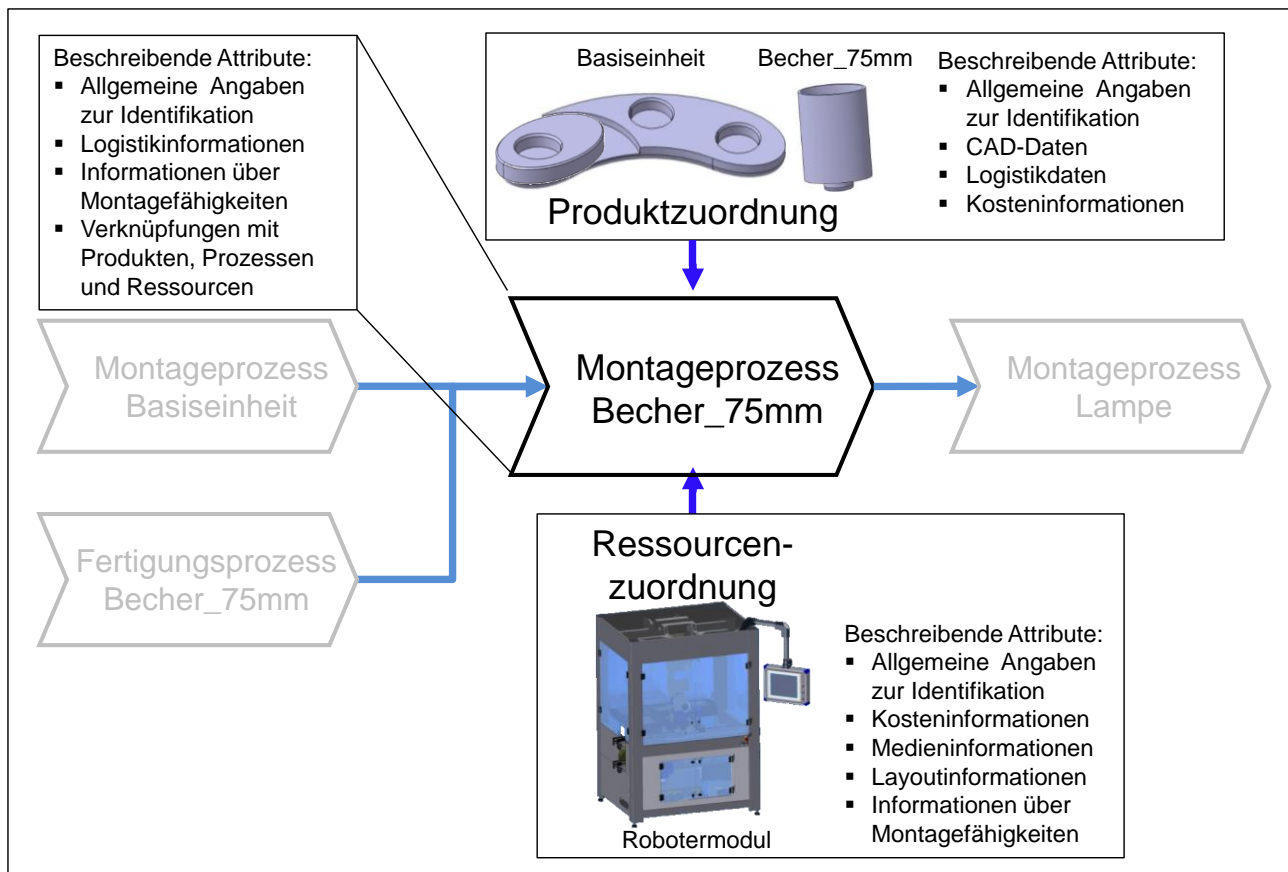 Beschreibende Attribute:
▪ Allgemeine Angaben
zur Identifikation
▪ Logistikinformationen
▪ Informationen über
Montagefähigkeiten
▪ Verknüpfungen mit
Produkten, Prozessen
und Ressourcen
Basiseinheit
Becher_75mm
Produktzuordnung
Beschreibende Attribute:
▪ Allgemeine Angaben
zur Identifikation
▪ CAD-Daten
▪ Logistikdaten
▪ Kosteninformationen
Montageprozess
Basiseinheit
Montageprozess
Becher_75mm
Montageprozess
Lampe
Fertigungsprozess
Becher_75mm
Ressourcen-
zuordnung
Robotermodul
Beschreibende Attribute:
▪ Allgemeine Angaben
zur Identifikation
▪ Kosteninformationen
▪ Medieninformationen
▪ Layoutinformationen
▪ Informationen über
Montagefähigkeiten